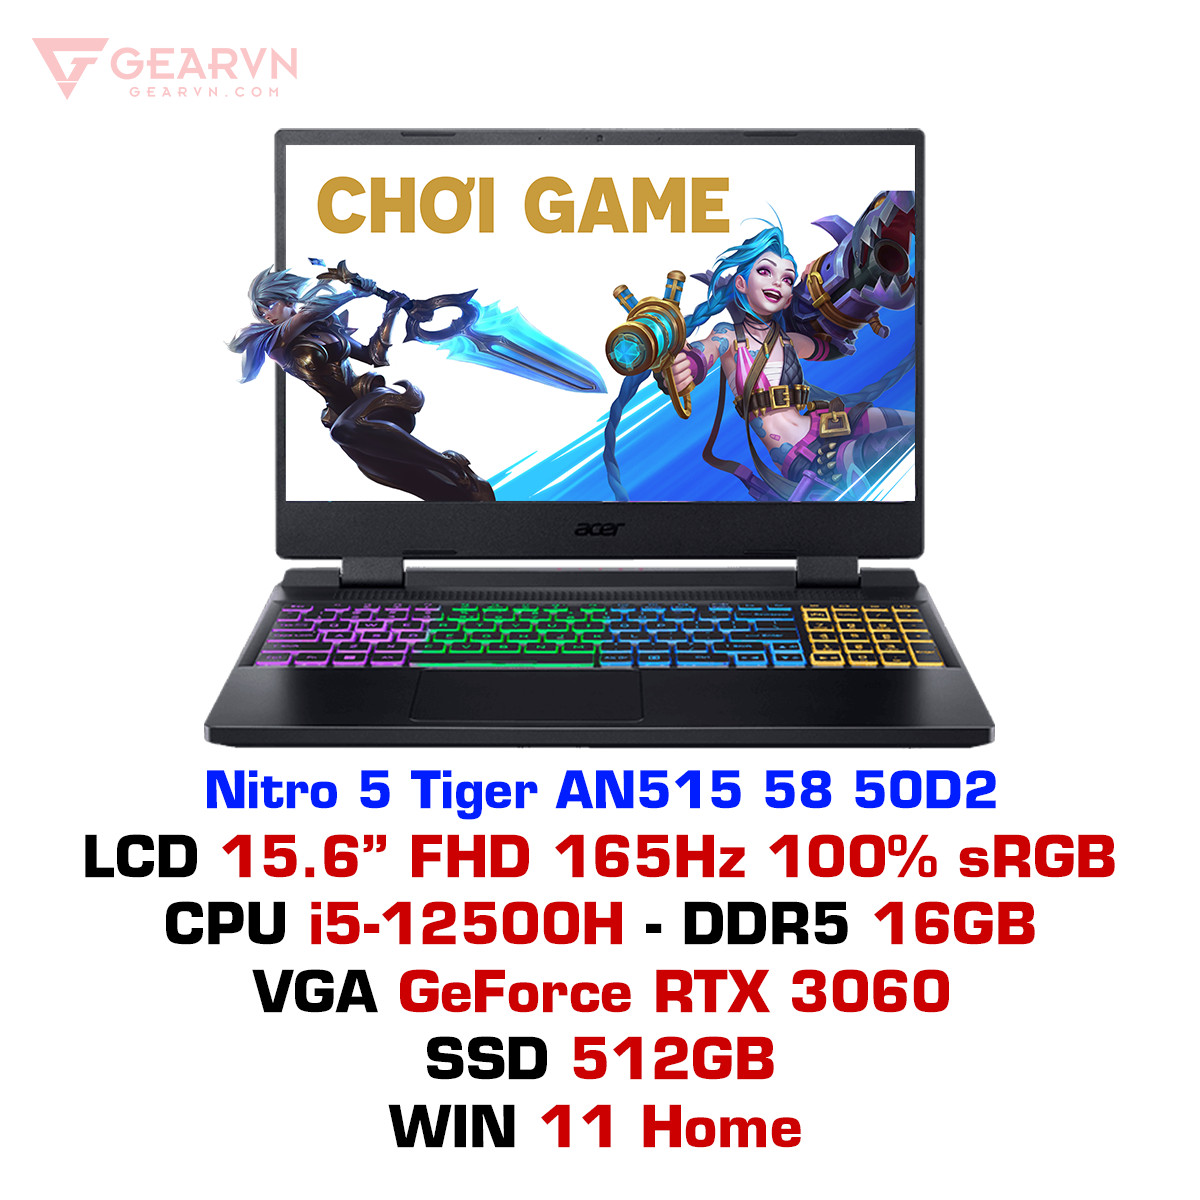 GEARVN
GEARVN.COM
CHƠI GAME
acer
Nitro 5 Tiger AN515 58 50D2
LCD 15.6” FHD 165Hz 100% sRGB
CPU i5-12500H - DDR5 16GB
VGA GeForce RTX 3060
SSD 512GB
WIN 11 Home